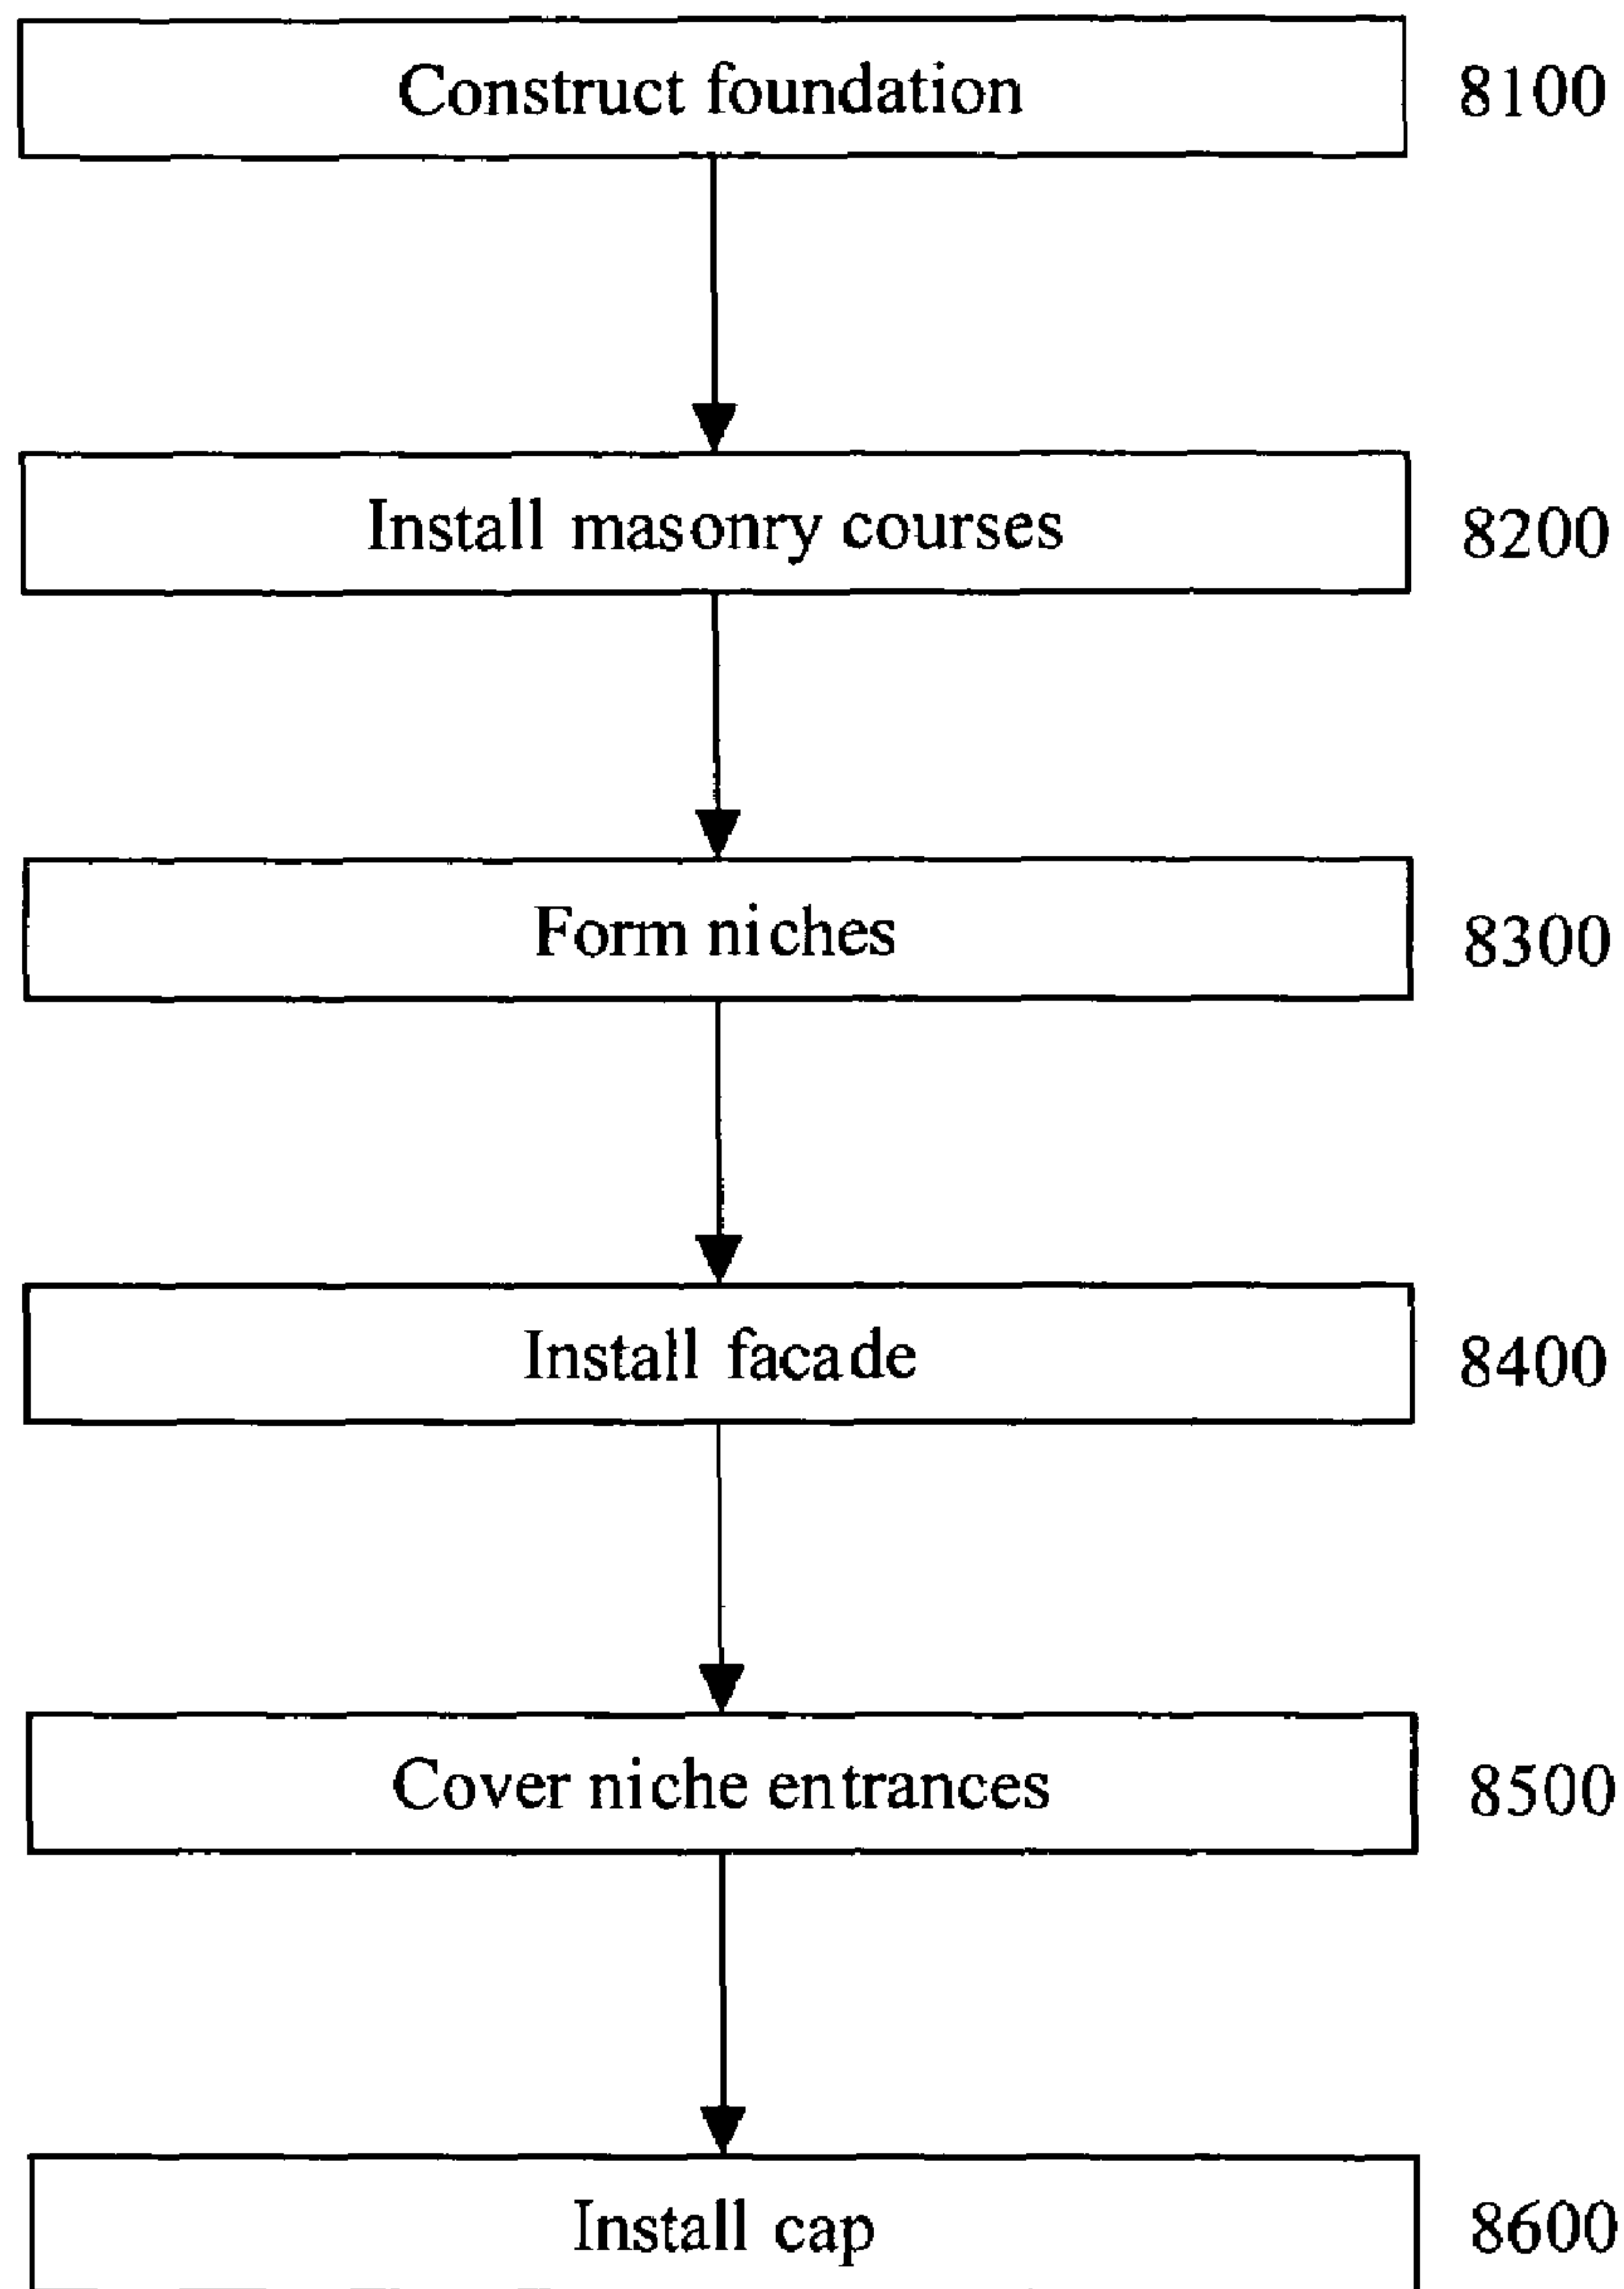 Construct foundation 8100
Install masonry courses 8200
Form niches 8300
Install facade 8400
Cover niche entrances 8500
Install cap 8600